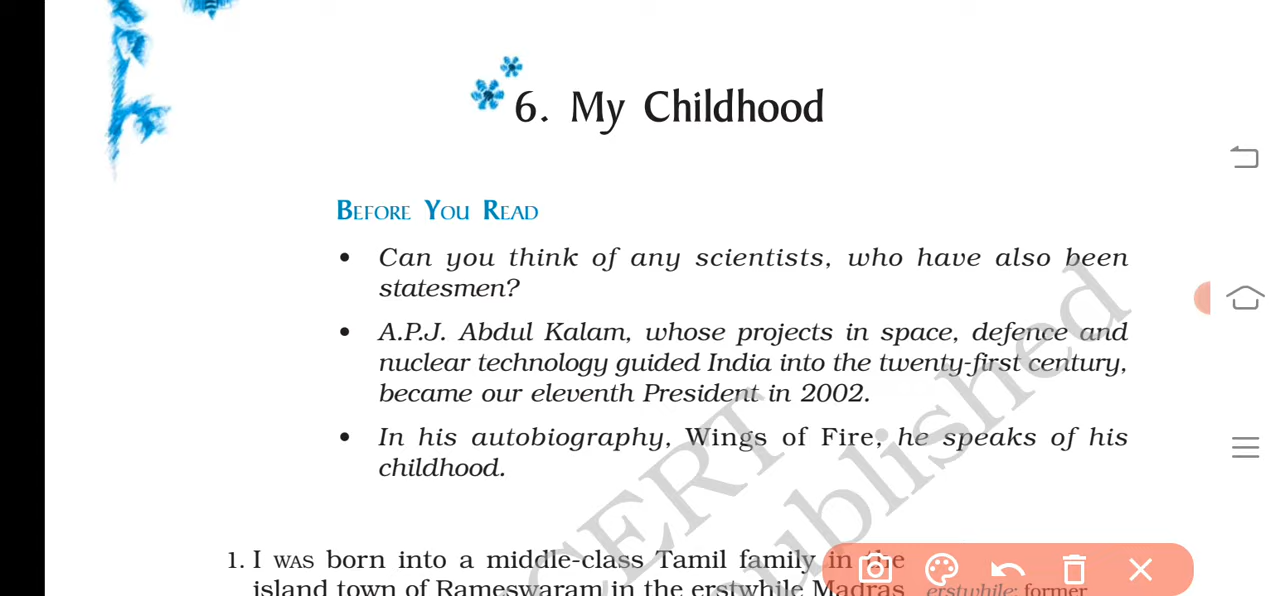 6. My Childhood
BEFORE YOU READ
• Can you think of any scientists, who have also been
statesmen?
• A.P.J. Abdul Kalam, whose projects in space, defence and
nuclear technology guided India into the twenty-first century,
became our eleventh President in 2002.
• In his autobiography, Wings of Fire, he speaks of his
childhood.
1. I WAS born into a middle-class Tamil family in the
island town of Rameswaram in the erstwhile Madras
erstwhile: former